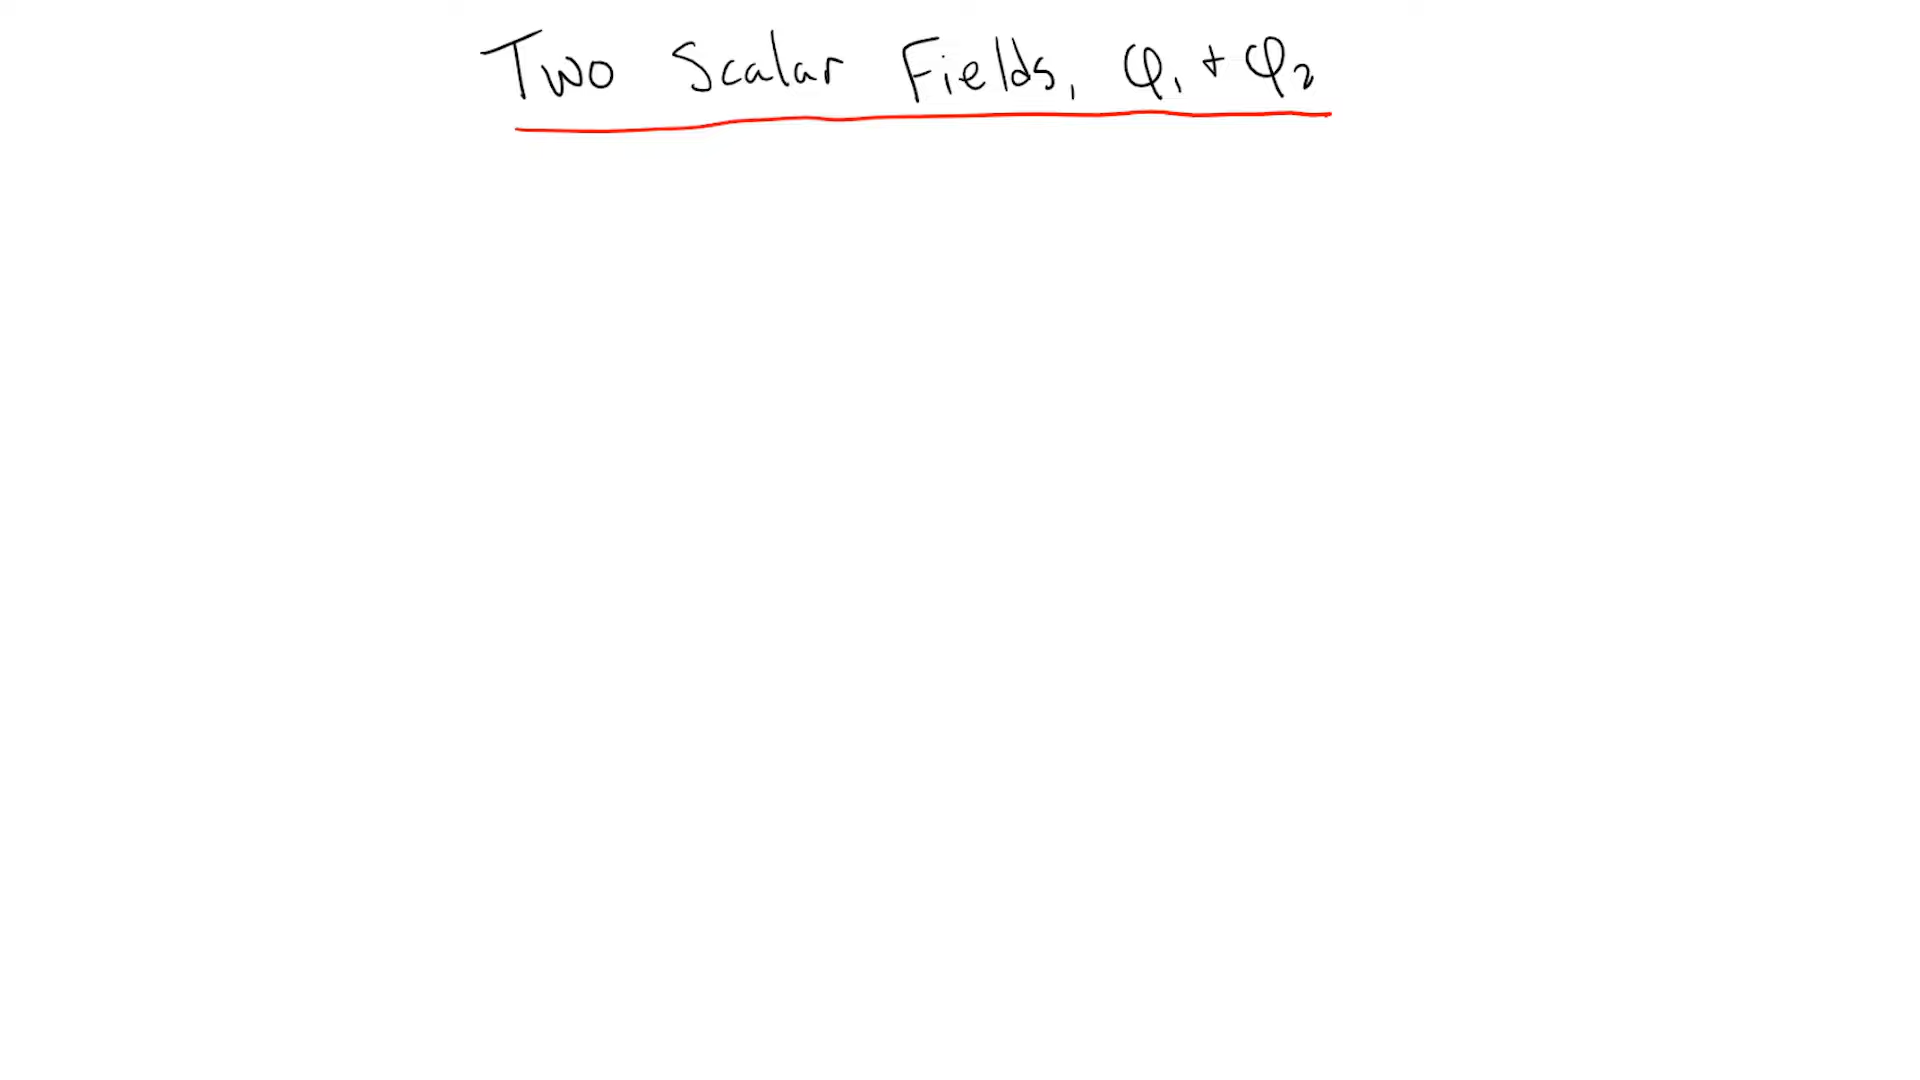 Two Scalar Fields, φ₁ + φ₂